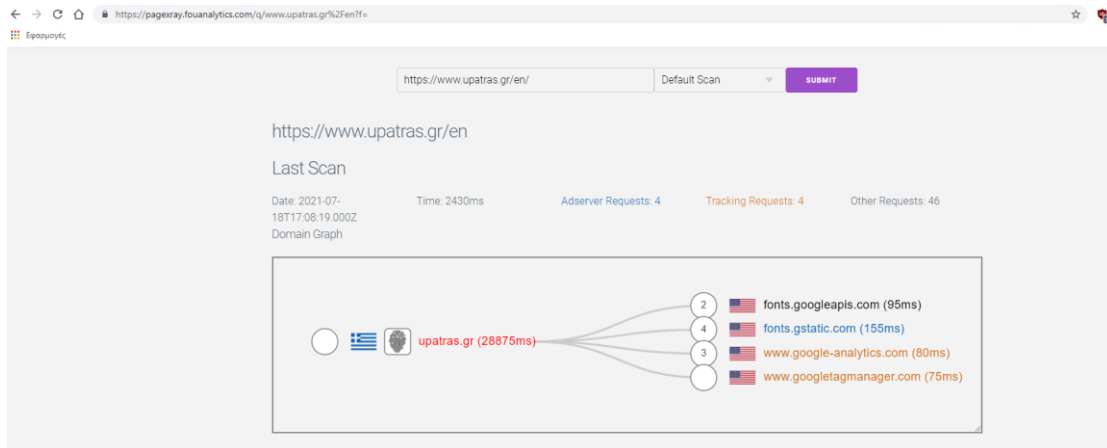 https://pagexray.fouanalytics.com/q/www.upatras.gr%2Fen?f=
Εφαρμογές
https://www.upatras.gr/en/ Default Scan SUBMIT
https://www.upatras.gr/en
Last Scan
Date: 2021-07-18T17:08:19.000Z Time: 2430ms Adserver Requests: 4 Tracking Requests: 4 Other Requests: 46
Domain Graph
upatras.gr (28875ms)
2 fonts.googleapis.com (95ms)
4 fonts.gstatic.com (155ms)
3 www.google-analytics.com (80ms)
www.googletagmanager.com (75ms)